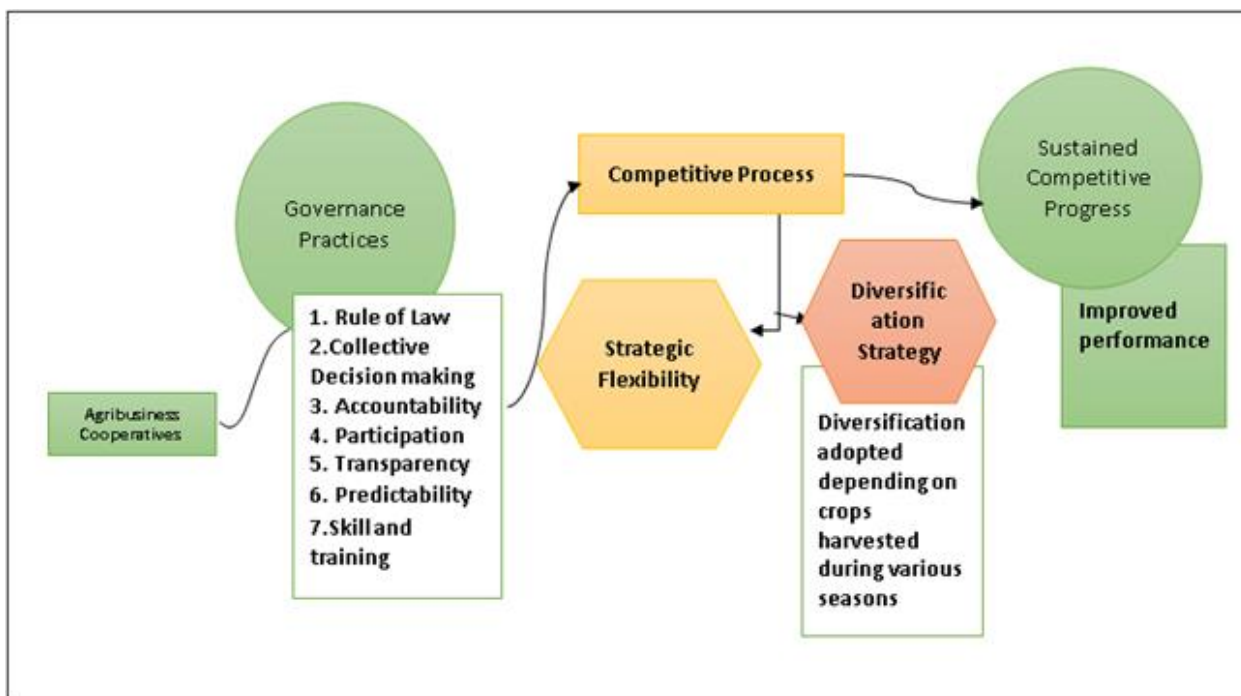 Governance
Practices
Agribusiness
Cooperatives
1. Rule of Law
2.Collective
Decision making
3. Accountability
4. Participation
5. Transparency
6. Predictability
7.Skill and
training
Competitive Process
Strategic
Flexibility
Diversific
ation
Strategy
Diversification
adopted
depending on
crops
harvested
during various
seasons
Sustained
Competitive
Progress
Improved
performance